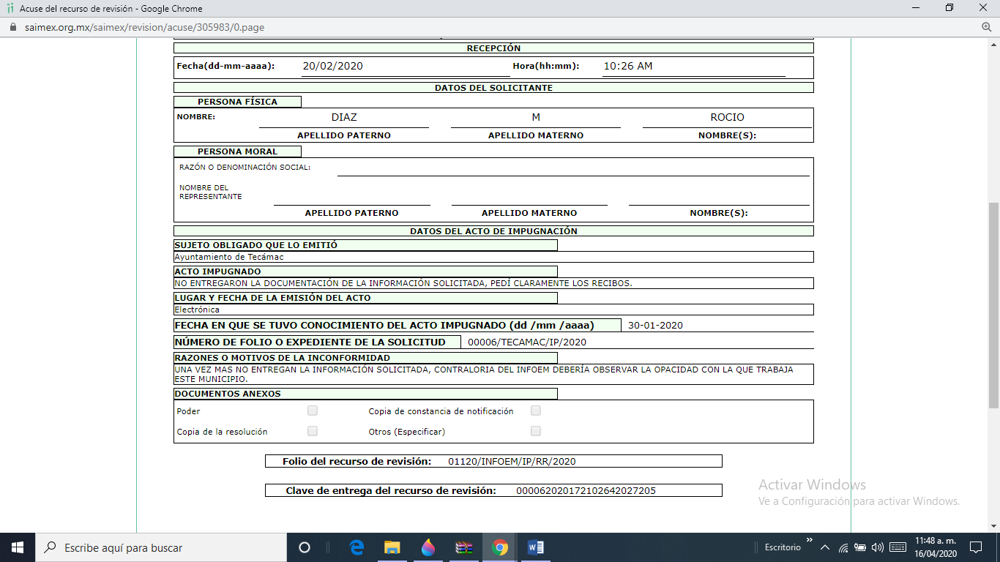 Acuse del recurso de revisión - Google Chrome
saimex.org.mx/saimex/revision/acuse/305983/0.page
RECEPCIÓN
Fecha(dd-mm-aaaa): 20/02/2020 Hora(hh:mm): 10:26 AM
DATOS DEL SOLICITANTE
PERSONA FÍSICA
NOMBRE: DIAZ M ROCIO
APELLIDO PATERNO APELLIDO MATERNO NOMBRE(S):
PERSONA MORAL
RAZÓN O DENOMINACIÓN SOCIAL:
NOMBRE DEL
REPRESENTANTE
APELLIDO PATERNO APELLIDO MATERNO NOMBRE(S):
DATOS DEL ACTO DE IMPUGNACIÓN
SUJETO OBLIGADO QUE LO EMITIÓ
Ayuntamiento de Tecámac
ACTO IMPUGNADO
NO ENTREGARON LA DOCUMENTACIÓN DE LA INFORMACIÓN SOLICITADA, PEDÍ CLARAMENTE LOS RECIBOS.
LUGAR Y FECHA DE LA EMISIÓN DEL ACTO
Electrónica
FECHA EN QUE SE TUVO CONOCIMIENTO DEL ACTO IMPUGNADO (dd /mm /aaaa) 30-01-2020
NÚMERO DE FOLIO O EXPEDIENTE DE LA SOLICITUD 00006/TECAMAC/IP/2020
RAZONES O MOTIVOS DE LA INCONFORMIDAD
UNA VEZ MAS NO ENTREGAN LA INFORMACIÓN SOLICITADA, CONTRALORIA DEL INFOEM DEBERÍA OBSERVAR LA OPACIDAD CON LA QUE TRABAJA
ESTE MUNICIPIO.
DOCUMENTOS ANEXOS
Poder Copia de constancia de notificación
Copia de la resolución Otros (Especificar)
Folio del recurso de revisión: 01120/INFOEM/IP/RR/2020
Clave de entrega del recurso de revisión: 000062020172102642027205
Activar Windows
Ve a Configuración para activar Windows.
Escribe aquí para buscar
Escritorio
11:48 a. m.
16/04/2020